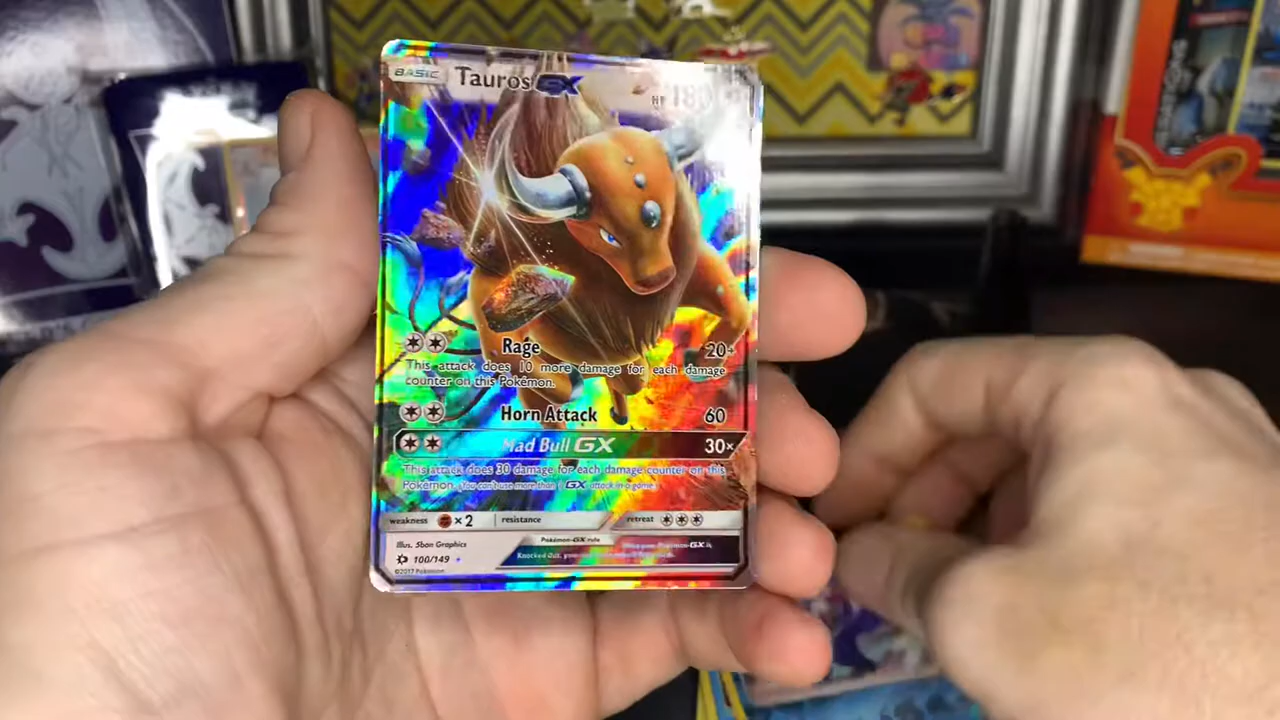 BASIC Tauros GX HP 180
Rage 20+
This attack does 10 more damage for each damage
counter on this Pokémon.
Horn Attack 60
Mad Bull GX 30×
This attack does 30 damage for each damage counter on this
Pokémon. (You can't use more than 1 GX attack in a game.)
weakness ×2 resistance retreat
Illus. 5ban Graphics
Pokémon-GX rule
100/149
©2017 Pokémon